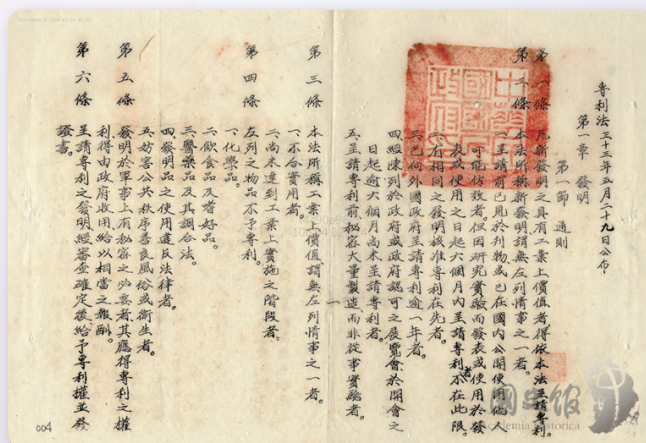 專利法 三十三年五月二十九日公布.
第一章 發明
第一節 通則
第一條 凡新發明之具有工業上價值者得依本法呈請專利。
第二條 本法所稱新發明謂無左列情事之一者。
一、呈請前已見於刊物或已在國內公開使用他人
可能仿效者。但因研究實驗而發表或使用於發
表或使用之日起六個月內呈請專利者不在此限。
二、有相同之發明核准專利在先者。
三、已向外國政府呈請專利逾一年者。
四、經陳列於政府或政府認可之展覽會於開會之
日起逾六個月尚未呈請專利者。
五、呈請專利前秘密大量製造而非從事實驗者。
第三條 本法所稱工業上價值謂無左列情事之一者。
一、不合實用者。
二、尚未達到工業上實施之階段者。
第四條 左列之物品不予專利。
一、化學品。
二、飲食品及嗜好品。
三、醫藥品及其調合法。
四、發明品之使用違反法律者。
五、妨害公共秩序善良風俗或衛生者。
第五條 發明於軍事上有秘密之必要者其應得專利之權
利得由政府收用給以相當之報酬。
第六條 呈請專利之發明經審查確定後給予專利權並發
證書。
一
004
國史館
Academia Historica